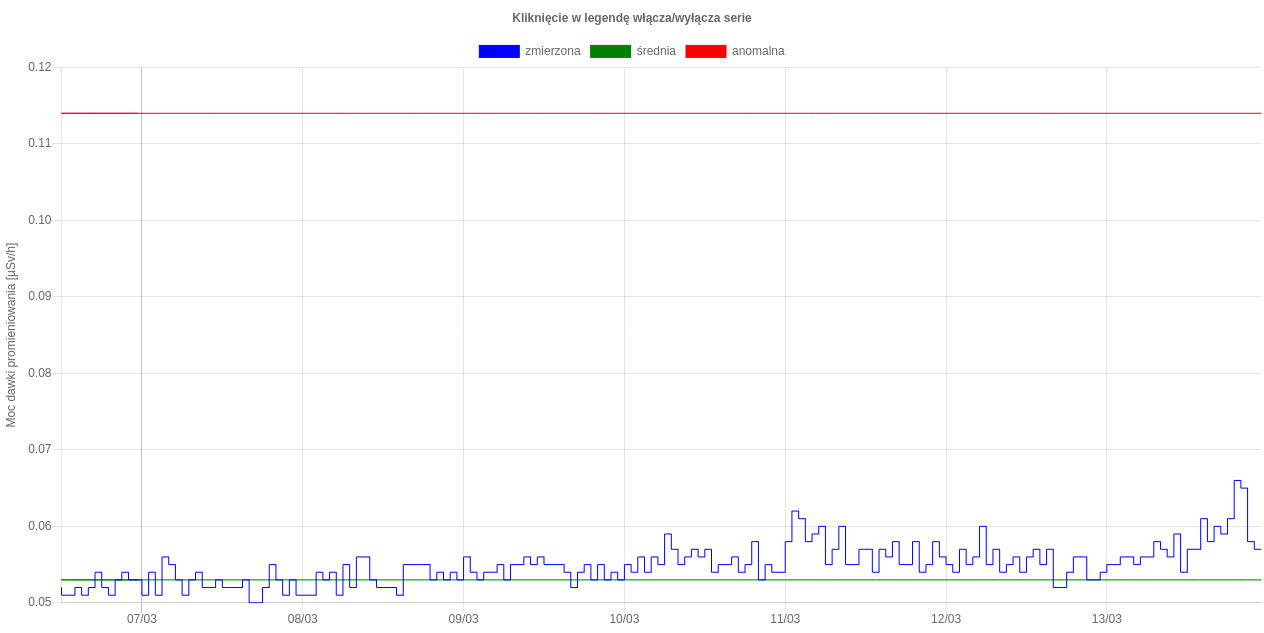 Kliknięcie w legendę włącza/wyłącza serie
zmierzona średnia anomalna
Moc dawki promieniowania [µSv/h]
0.12
0.11
0.10
0.09
0.08
0.07
0.06
0.05
07/03 08/03 09/03 10/03 11/03 12/03 13/03